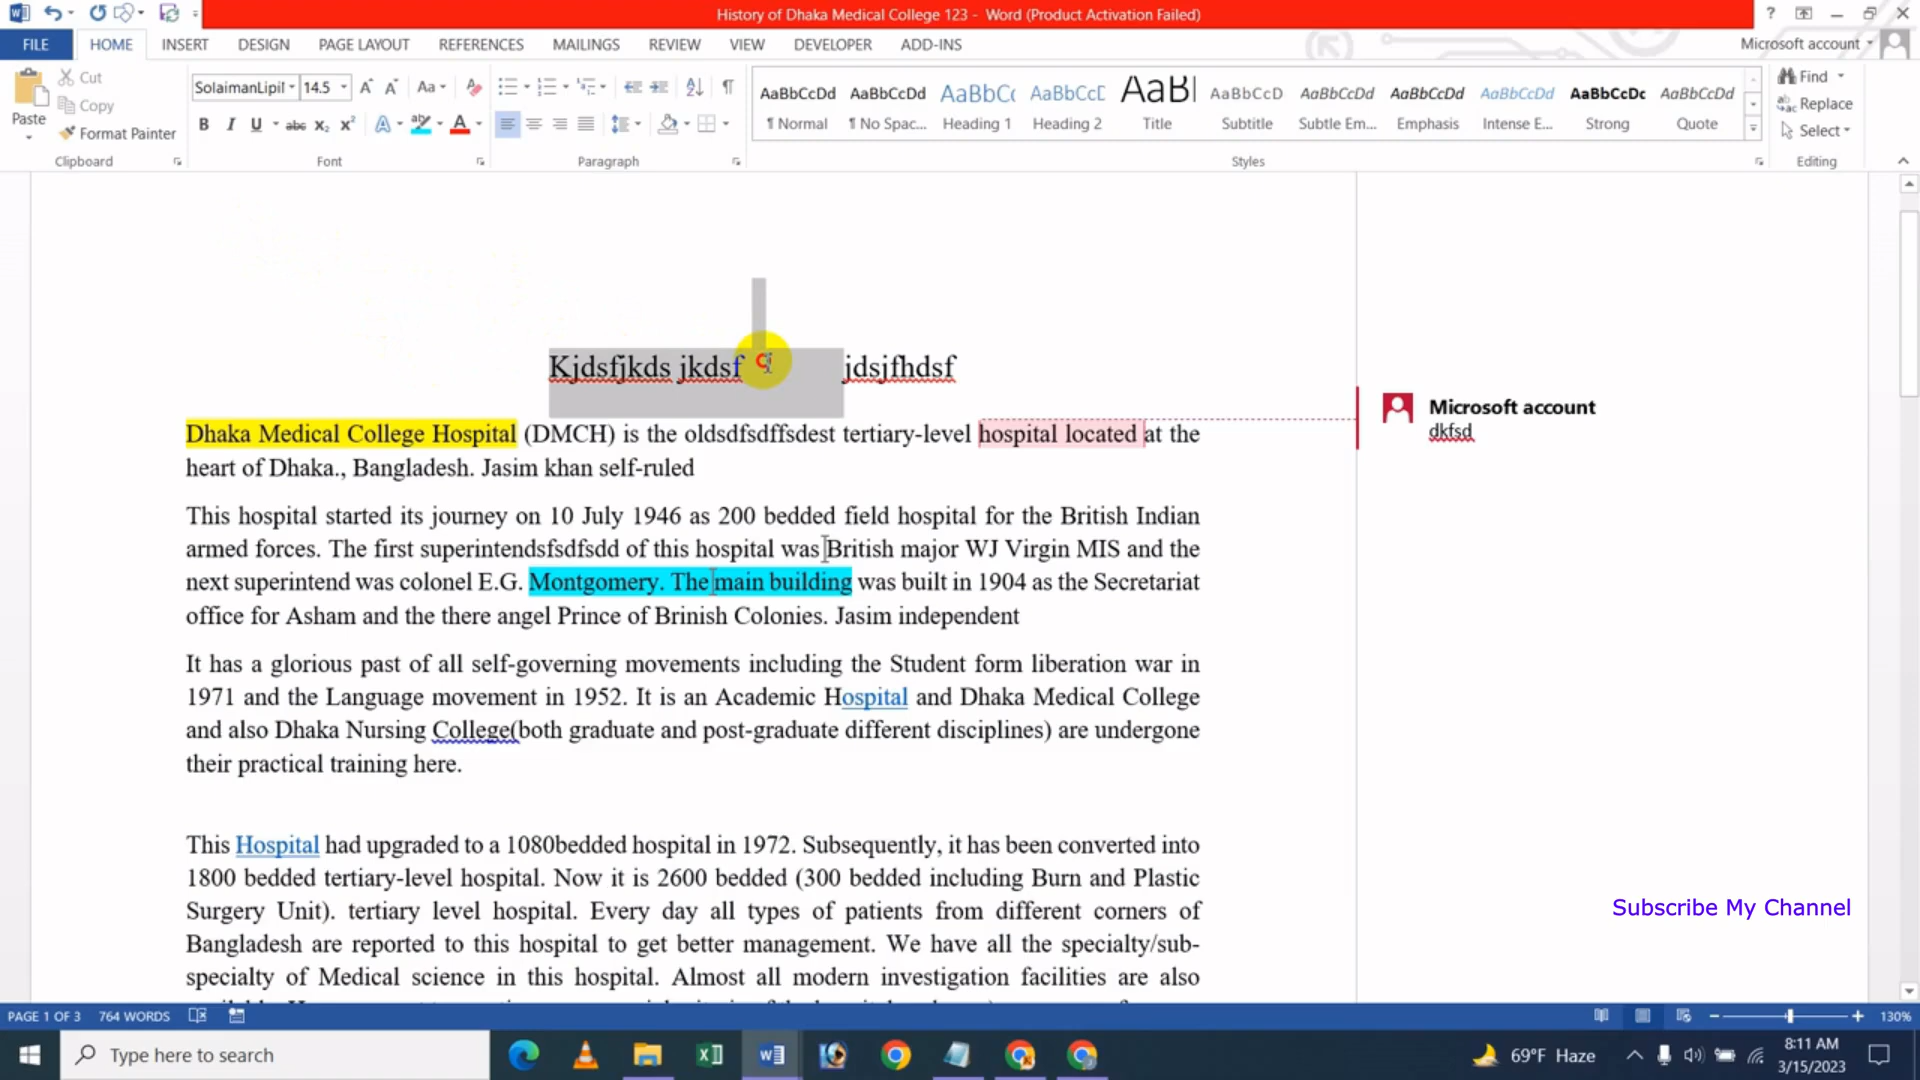 History of Dhaka Medical College 123 - Word (Product Activation Failed)
FILE HOME INSERT DESIGN PAGE LAYOUT REFERENCES MAILINGS REVIEW VIEW DEVELOPER ADD-INS Microsoft account
Paste
Cut
Copy
Format Painter
SolaimanLipi 14.5
AaBbCcDd AaBbCcDd AaBbC AaBbCcD AaB AaBbCcD AaBbCcDd AaBbCcDd AaBbCcDd AaBbCcDc AaBbCcDd
¶ Normal ¶ No Spac... Heading 1 Heading 2 Title Subtitle Subtle Em... Emphasis Intense E... Strong Quote
Find
Replace
Select
Clipboard Font Paragraph Styles Editing
Kjdsfjkds jkdsf jdsjfhdsf
Dhaka Medical College Hospital (DMCH) is the oldsdfsdffsdest tertiary-level hospital located at the
heart of Dhaka., Bangladesh. Jasim khan self-ruled
Microsoft account
dkfsd
This hospital started its journey on 10 July 1946 as 200 bedded field hospital for the British Indian
armed forces. The first superintendsfsdfsdd of this hospital was British major WJ Virgin MIS and the
next superintend was colonel E.G. Montgomery. The main building was built in 1904 as the Secretariat
office for Asham and the there angel Prince of Brinish Colonies. Jasim independent
It has a glorious past of all self-governing movements including the Student form liberation war in
1971 and the Language movement in 1952. It is an Academic Hospital and Dhaka Medical College
and also Dhaka Nursing College(both graduate and post-graduate different disciplines) are undergone
their practical training here.
This Hospital had upgraded to a 1080bedded hospital in 1972. Subsequently, it has been converted into
1800 bedded tertiary-level hospital. Now it is 2600 bedded (300 bedded including Burn and Plastic
Surgery Unit). tertiary level hospital. Every day all types of patients from different corners of
Bangladesh are reported to this hospital to get better management. We have all the specialty/sub-
specialty of Medical science in this hospital. Almost all modern investigation facilities are also
Subscribe My Channel
PAGE 1 OF 3 764 WORDS 130%
Type here to search
69°F Haze
8:11 AM
3/15/2023